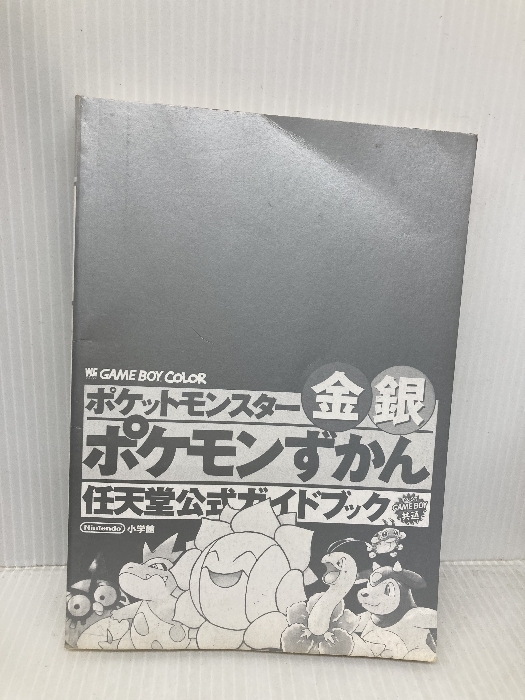 GAME BOY COLOR
ポケットモンスター金銀
ポケモンずかん
任天堂公式ガイドブック
GAME BOY
共通
Nintendo 小学館